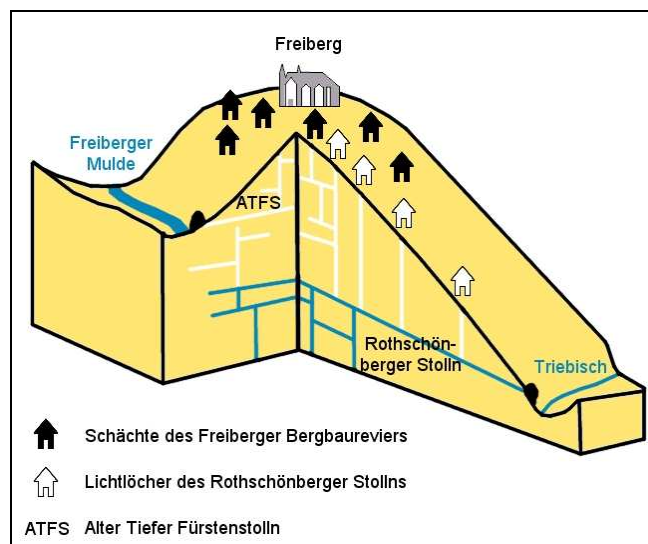 Freiberg
Freiberger
Mulde
ATFS
Rothschön-
berger Stolln
Triebisch
Schächte des Freiberger Bergbaureviers
Lichtlöcher des Rothschönberger Stollns
ATFS Alter Tiefer Fürstenstolln